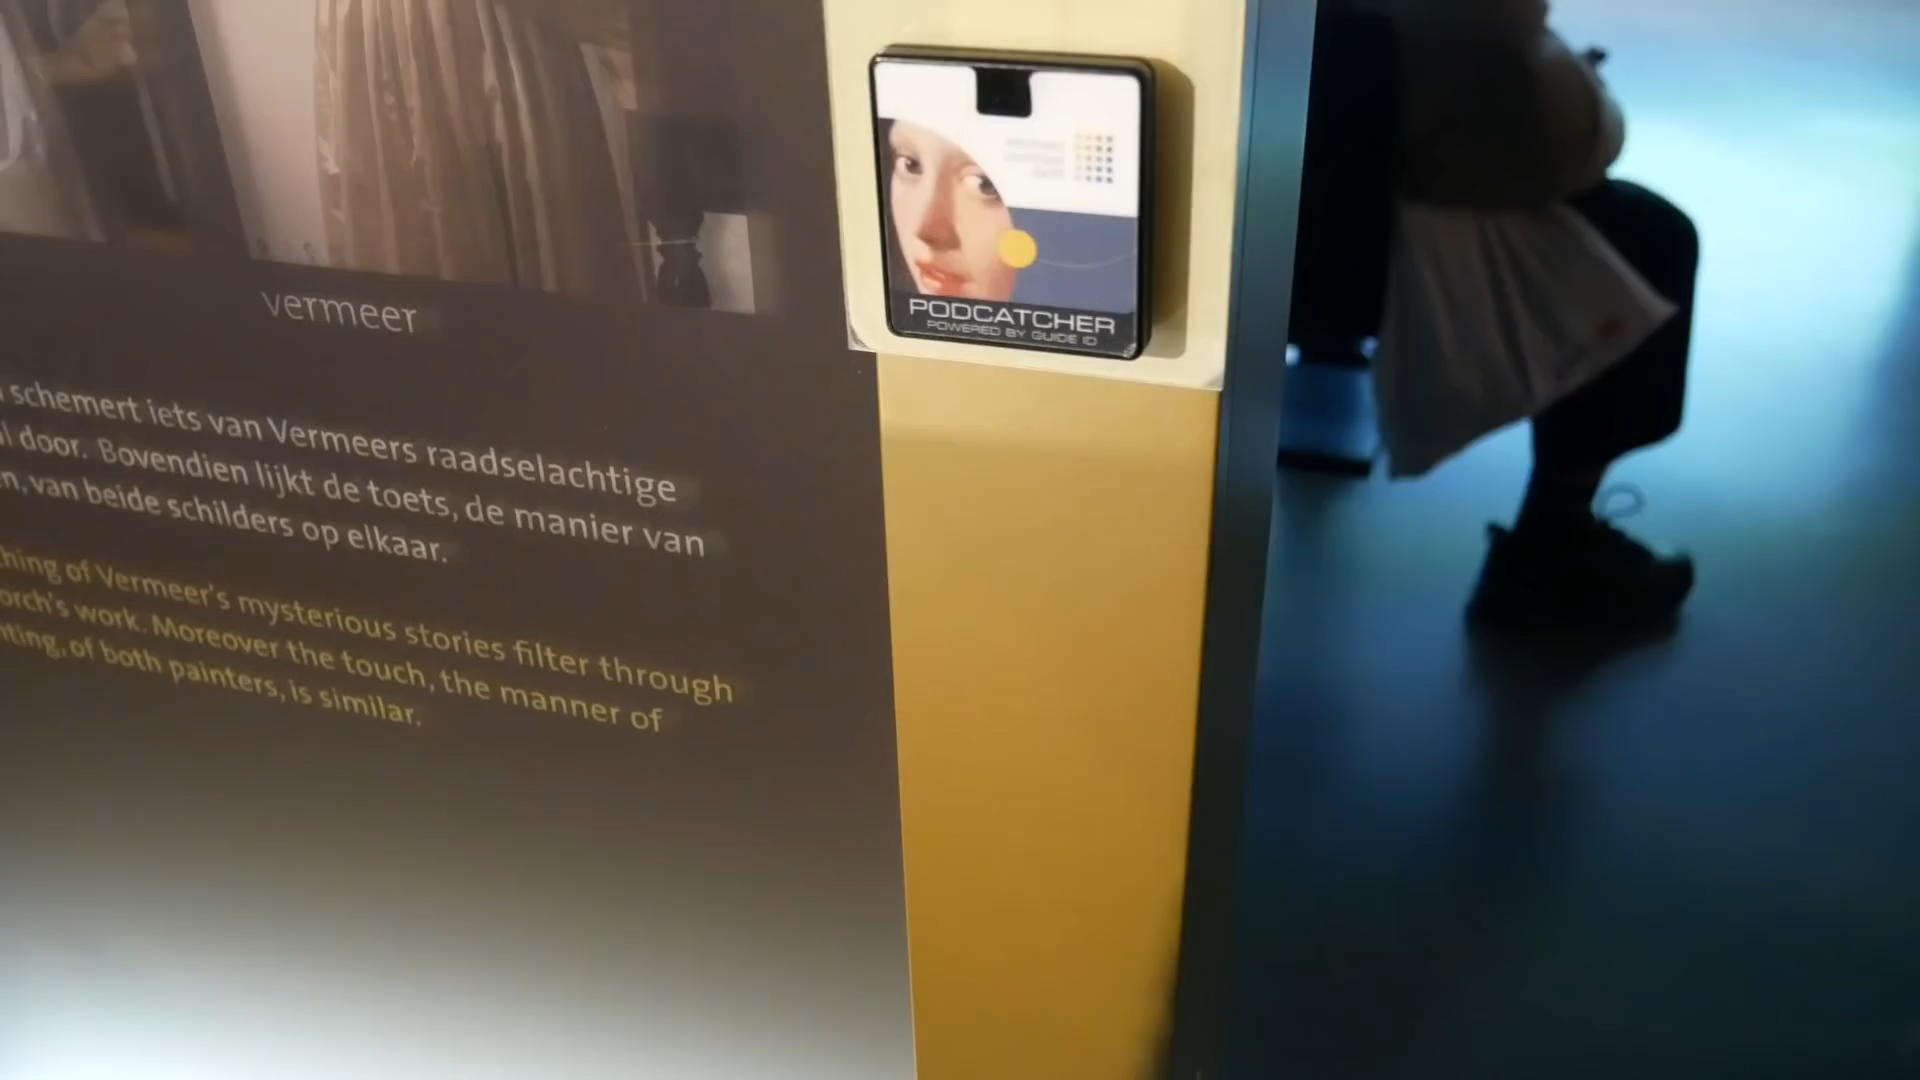 vermeer
schemert iets van Vermeers raadselachtige
door. Bovendien lijkt de toets, de manier van
van beide schilders op elkaar.
of Vermeer's mysterious stories filter through
work. Moreover the touch, the manner of
of both painters, is similar.
PODCATCHER
POWERED BY GUIDE ID